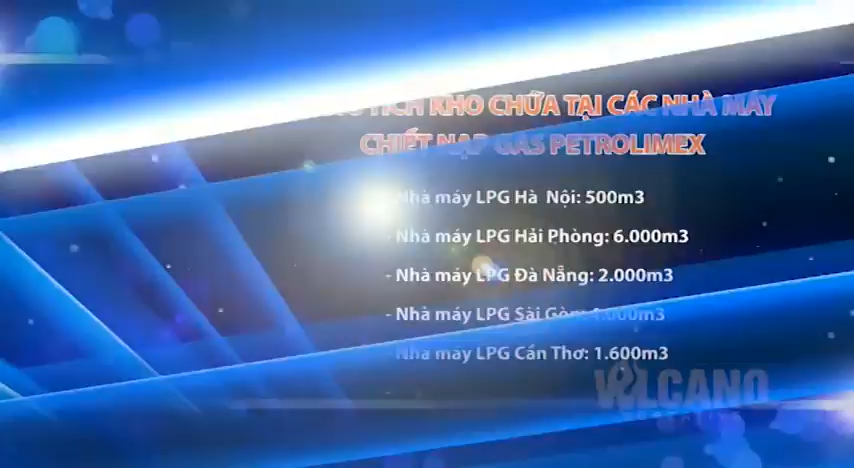 TÍCH KHO CHỨA TẠI CÁC NHÀ MÁY
CHIẾT NẠP GAS PETROLIMEX
- Nhà máy LPG Hà Nội: 500m3
- Nhà máy LPG Hải Phòng: 6.000m3
- Nhà máy LPG Đà Nẵng: 2.000m3
- Nhà máy LPG Sài Gòn:
- Nhà máy LPG Cần Thơ: 1.600m3
VOLCANO